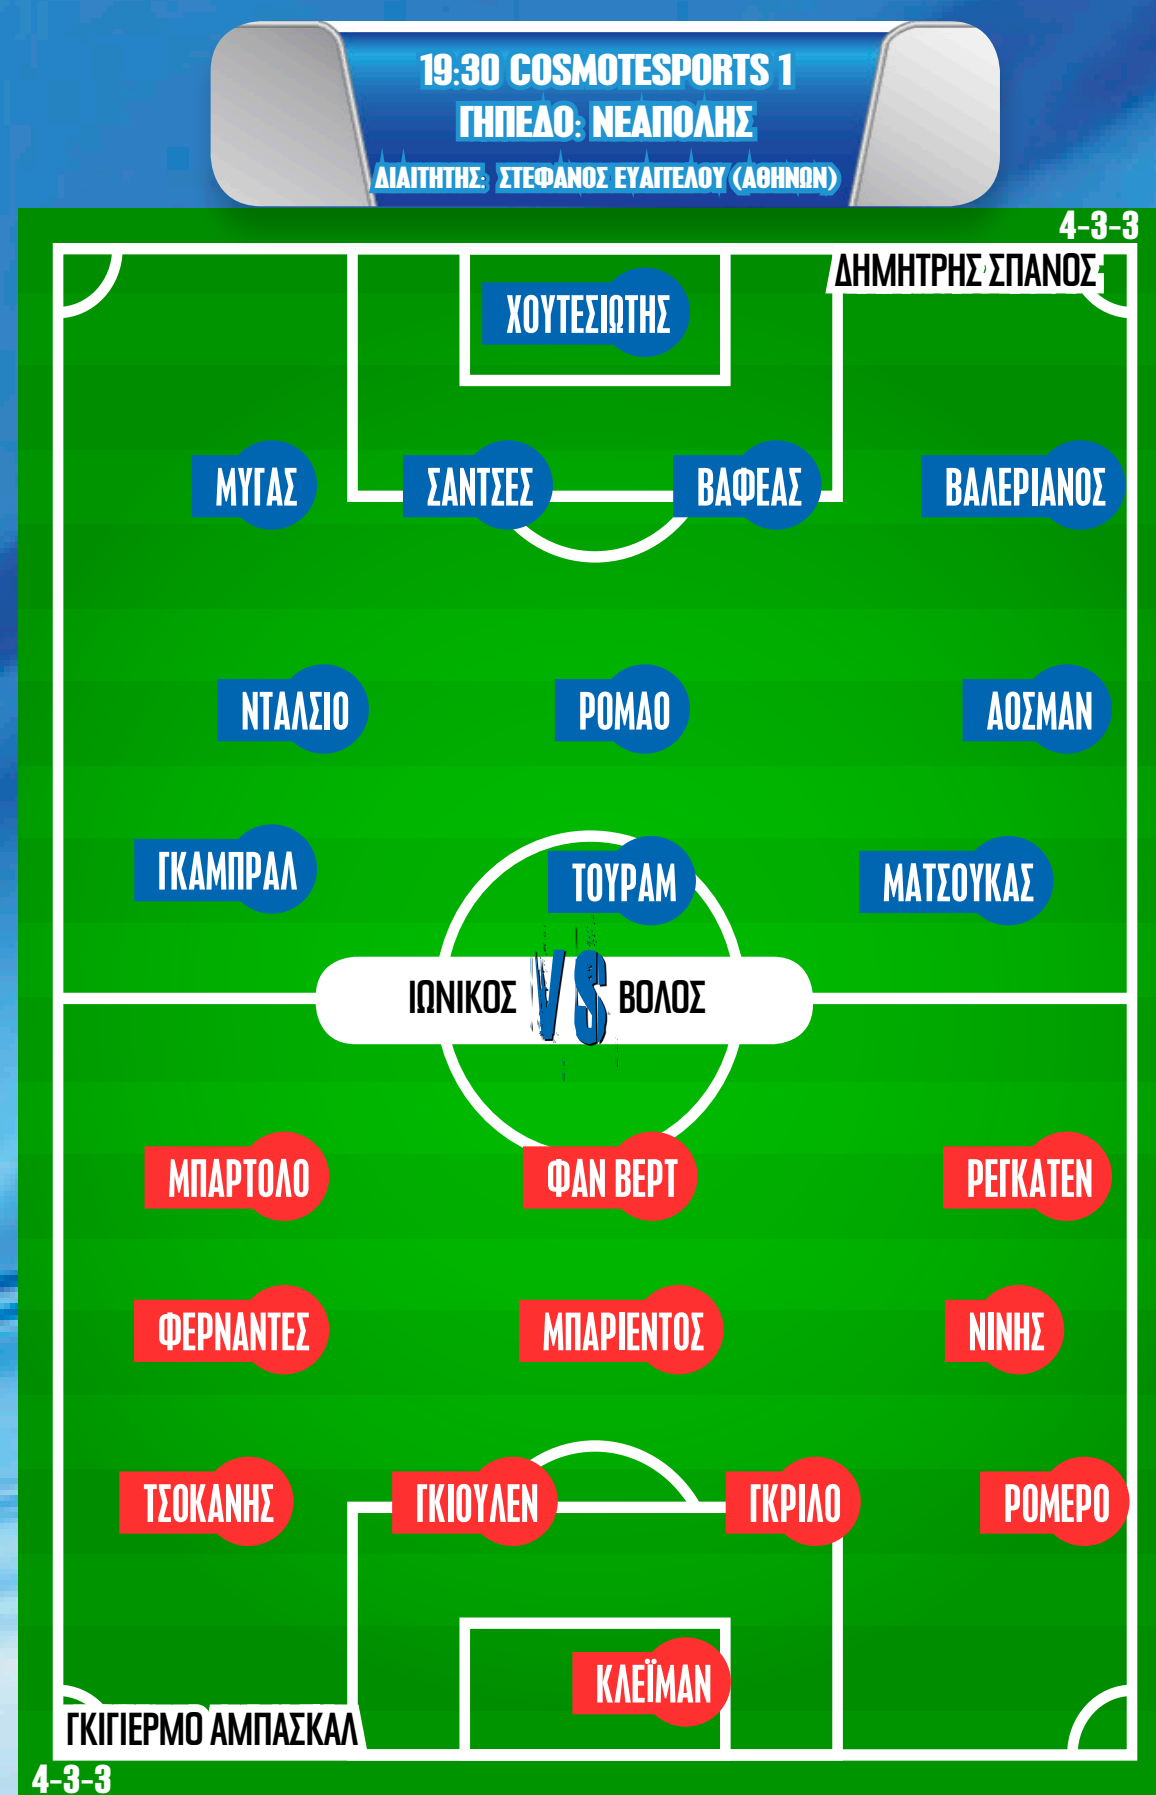 19:30 COSMOTESPORTS 1
ΓΗΠΕΔΟ: ΝΕΑΠΟΛΗΣ
ΔΙΑΙΤΗΤΗΣ: ΣΤΕΦΑΝΟΣ ΕΥΑΓΓΕΛΟΥ (ΑΘΗΝΩΝ)
4-3-3
ΔΗΜΗΤΡΗΣ ΣΠΑΝΟΣ
ΧΟΥΤΕΣΙΩΤΗΣ
ΜΥΓΑΣ ΣΑΝΤΣΕΣ ΒΑΦΕΑΣ ΒΑΛΕΡΙΑΝΟΣ
ΝΤΑΛΣΙΟ ΡΟΜΑΟ ΑΟΣΜΑΝ
ΓΚΑΜΠΡΑΛ ΤΟΥΡΑΜ ΜΑΤΣΟΥΚΑΣ
ΙΩΝΙΚΟΣ VS ΒΟΛΟΣ
ΜΠΑΡΤΟΛΟ ΦΑΝ ΒΕΡΤ ΡΕΓΚΑΤΕΝ
ΦΕΡΝΑΝΤΕΣ ΜΠΑΡΙΕΝΤΟΣ ΝΙΝΗΣ
ΤΣΟΚΑΝΗΣ ΓΚΙΟΥΛΕΝ ΓΚΡΙΛΟ ΡΟΜΕΡΟ
ΚΛΕΪΜΑΝ
ΓΚΙΓΙΕΡΜΟ ΑΜΠΑΣΚΑΛ
4-3-3